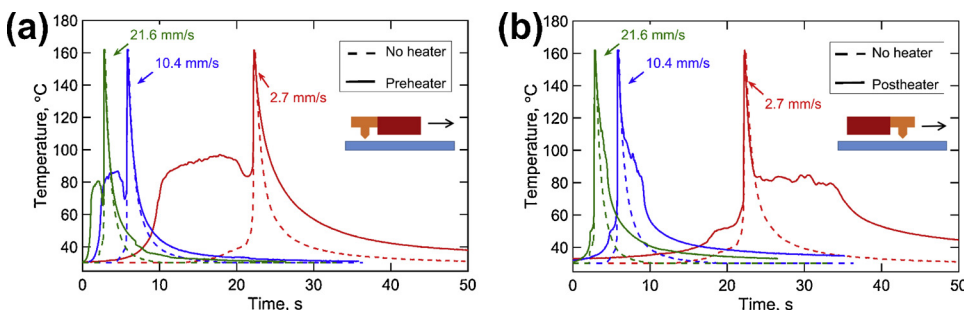 (a)
180
160
140
120
100
80
60
40
Temperature, °C
21.6 mm/s
10.4 mm/s
2.7 mm/s
No heater
Preheater
0 10 20 30 40 50
Time, s
(b)
180
160
140
120
100
80
60
40
Temperature, °C
21.6 mm/s
10.4 mm/s
2.7 mm/s
No heater
Postheater
0 10 20 30 40 50
Time, s